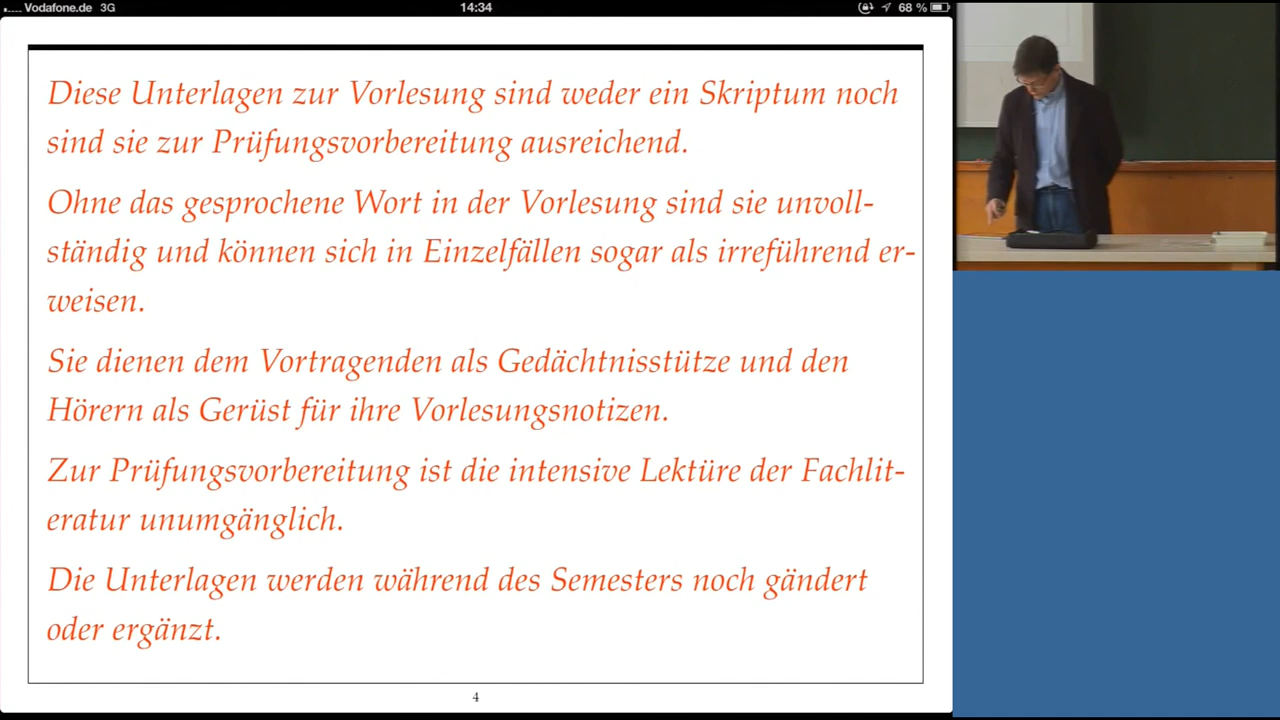 Vodafone.de 3G 14:34 68 %
Diese Unterlagen zur Vorlesung sind weder ein Skriptum noch
sind sie zur Prüfungsvorbereitung ausreichend.
Ohne das gesprochene Wort in der Vorlesung sind sie unvoll-
ständig und können sich in Einzelfällen sogar als irreführend er-
weisen.
Sie dienen dem Vortragenden als Gedächtnisstütze und den
Hörern als Gerüst für ihre Vorlesungsnotizen.
Zur Prüfungsvorbereitung ist die intensive Lektüre der Fachlit-
eratur unumgänglich.
Die Unterlagen werden während des Semesters noch gändert
oder ergänzt.
4